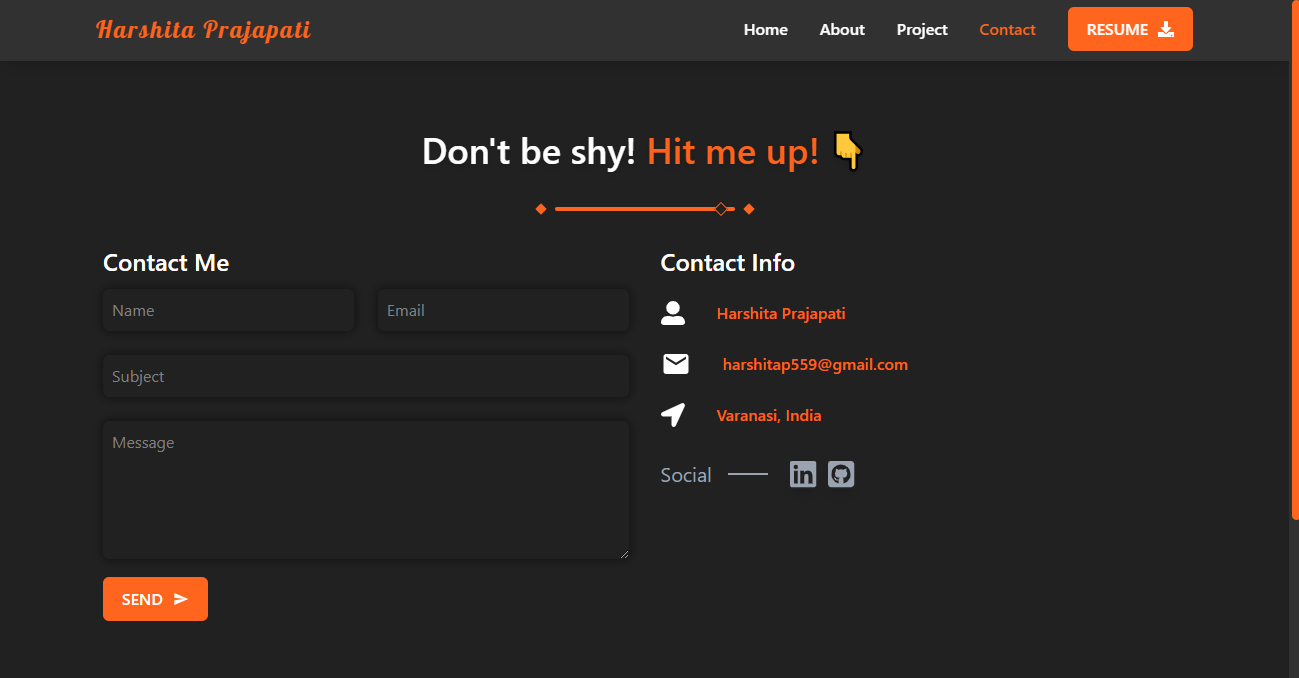 Harshita Prajapati
Home About Project Contact RESUME
Don't be shy! Hit me up! 👇
Contact Me
Name Email
Subject
Message
SEND
Contact Info
Harshita Prajapati
harshitap559@gmail.com
Varanasi, India
Social